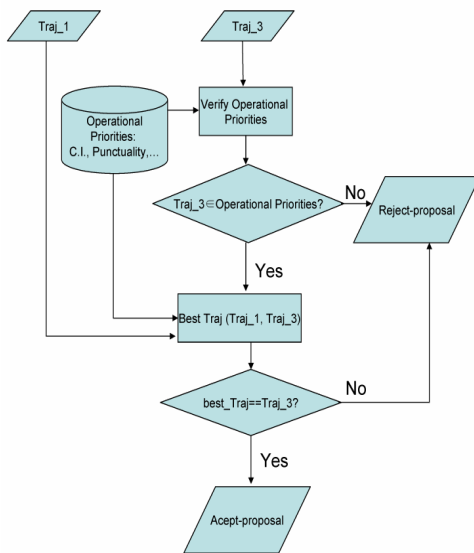 Traj_1
Traj_3
Operational
Priorities:
C.I., Punctuality,...
Verify Operational
Priorities
Traj_3∈Operational Priorities?
No
Reject-proposal
Yes
Best Traj (Traj_1, Traj_3)
best_Traj==Traj_3?
No
Yes
Acept-proposal